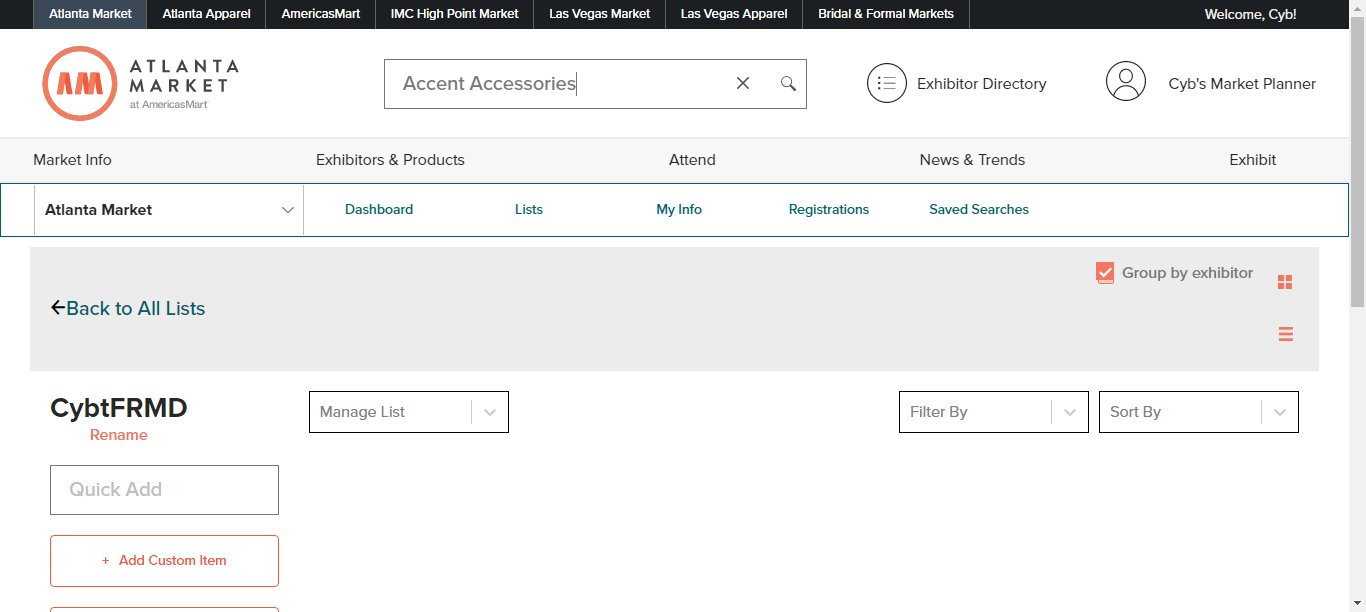 Atlanta Market Atlanta Apparel AmericasMart IMC High Point Market Las Vegas Market Las Vegas Apparel Bridal & Formal Markets Welcome, Cyb!
AM
ATLANTA
MARKET
at AmericasMart
Accent Accessories
Exhibitor Directory
Cyb's Market Planner
Market Info Exhibitors & Products Attend News & Trends Exhibit
Atlanta Market Dashboard Lists My Info Registrations Saved Searches
Group by exhibitor
Back to All Lists
CybtFRMD
Rename
Manage List
Filter By
Sort By
Quick Add
+ Add Custom Item